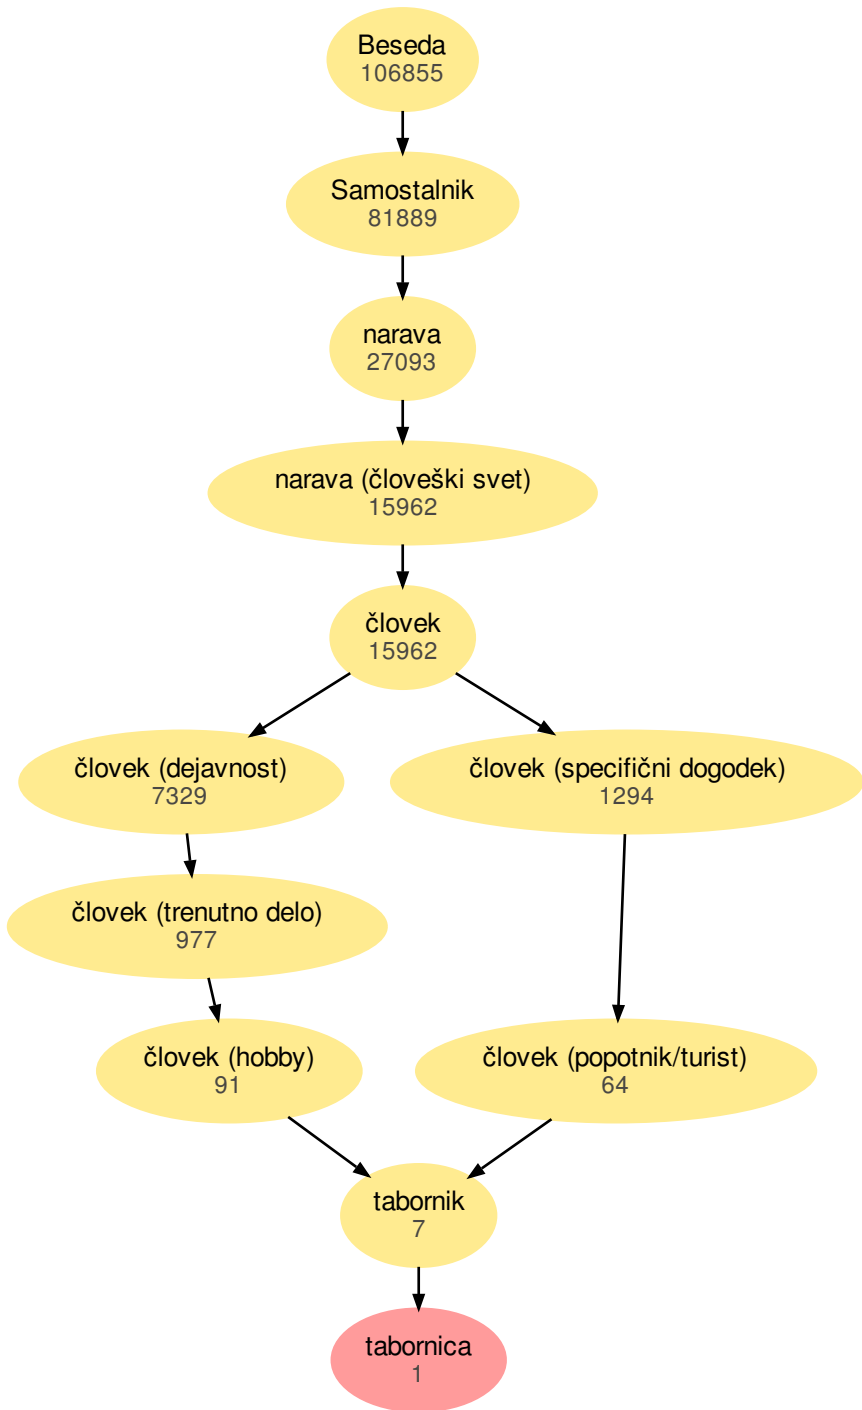 Beseda
106855
Samostalnik
81889
narava
27093
narava (človeški svet)
15962
človek
15962
človek (dejavnost)
7329
človek (specifični dogodek)
1294
človek (trenutno delo)
977
človek (hobby)
91
človek (popotnik/turist)
64
tabornik
7
tabornica
1